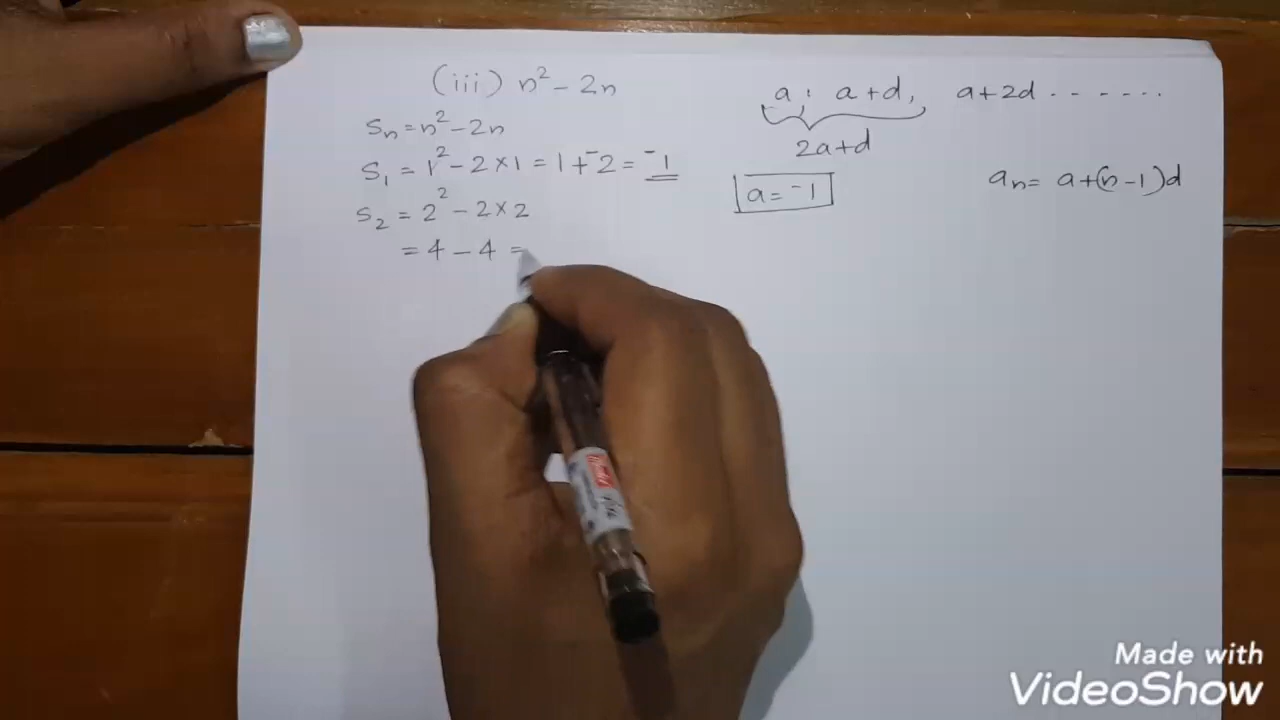 (iii) n² - 2n
Sₙ = n² - 2n
S₁ = 1² - 2 × 1 = 1 + ⁻2 = ⁻1
S₂ = 2² - 2 × 2
= 4 - 4 =
a, a+d, a+2d . . . . . .
2a+d
a = ⁻1
aₙ = a+(n-1)d
Made with
VideoShow